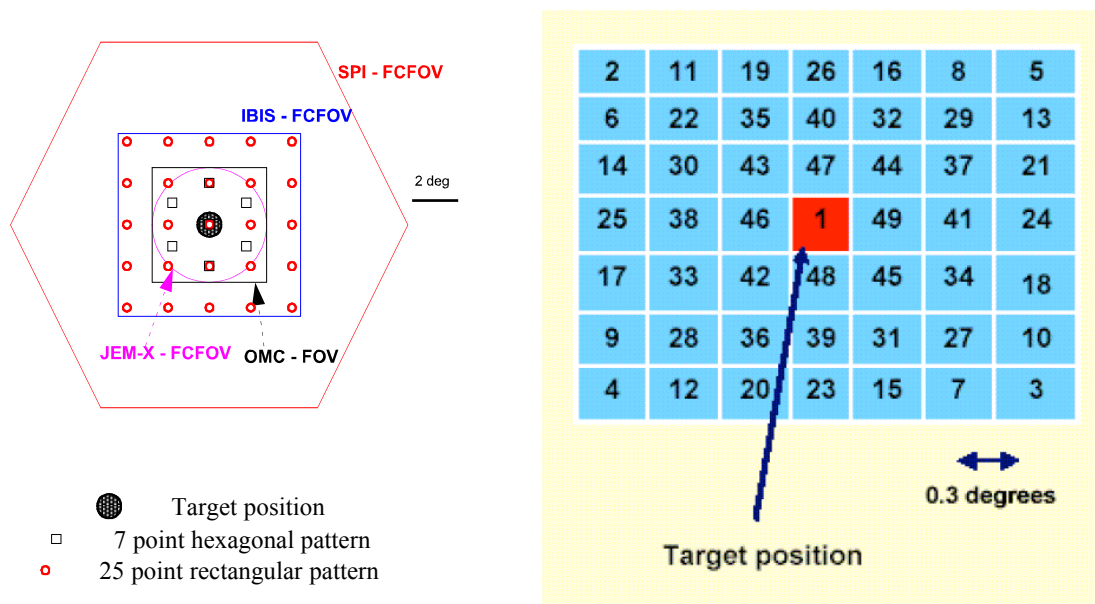 SPI - FCFOV
IBIS - FCFOV
2 deg
JEM-X - FCFOV
OMC - FOV
Target position
7 point hexagonal pattern
25 point rectangular pattern
2 11 19 26 16 8 5
6 22 35 40 32 29 13
14 30 43 47 44 37 21
25 38 46 1 49 41 24
17 33 42 48 45 34 18
9 28 36 39 31 27 10
4 12 20 23 15 7 3
0.3 degrees
Target position